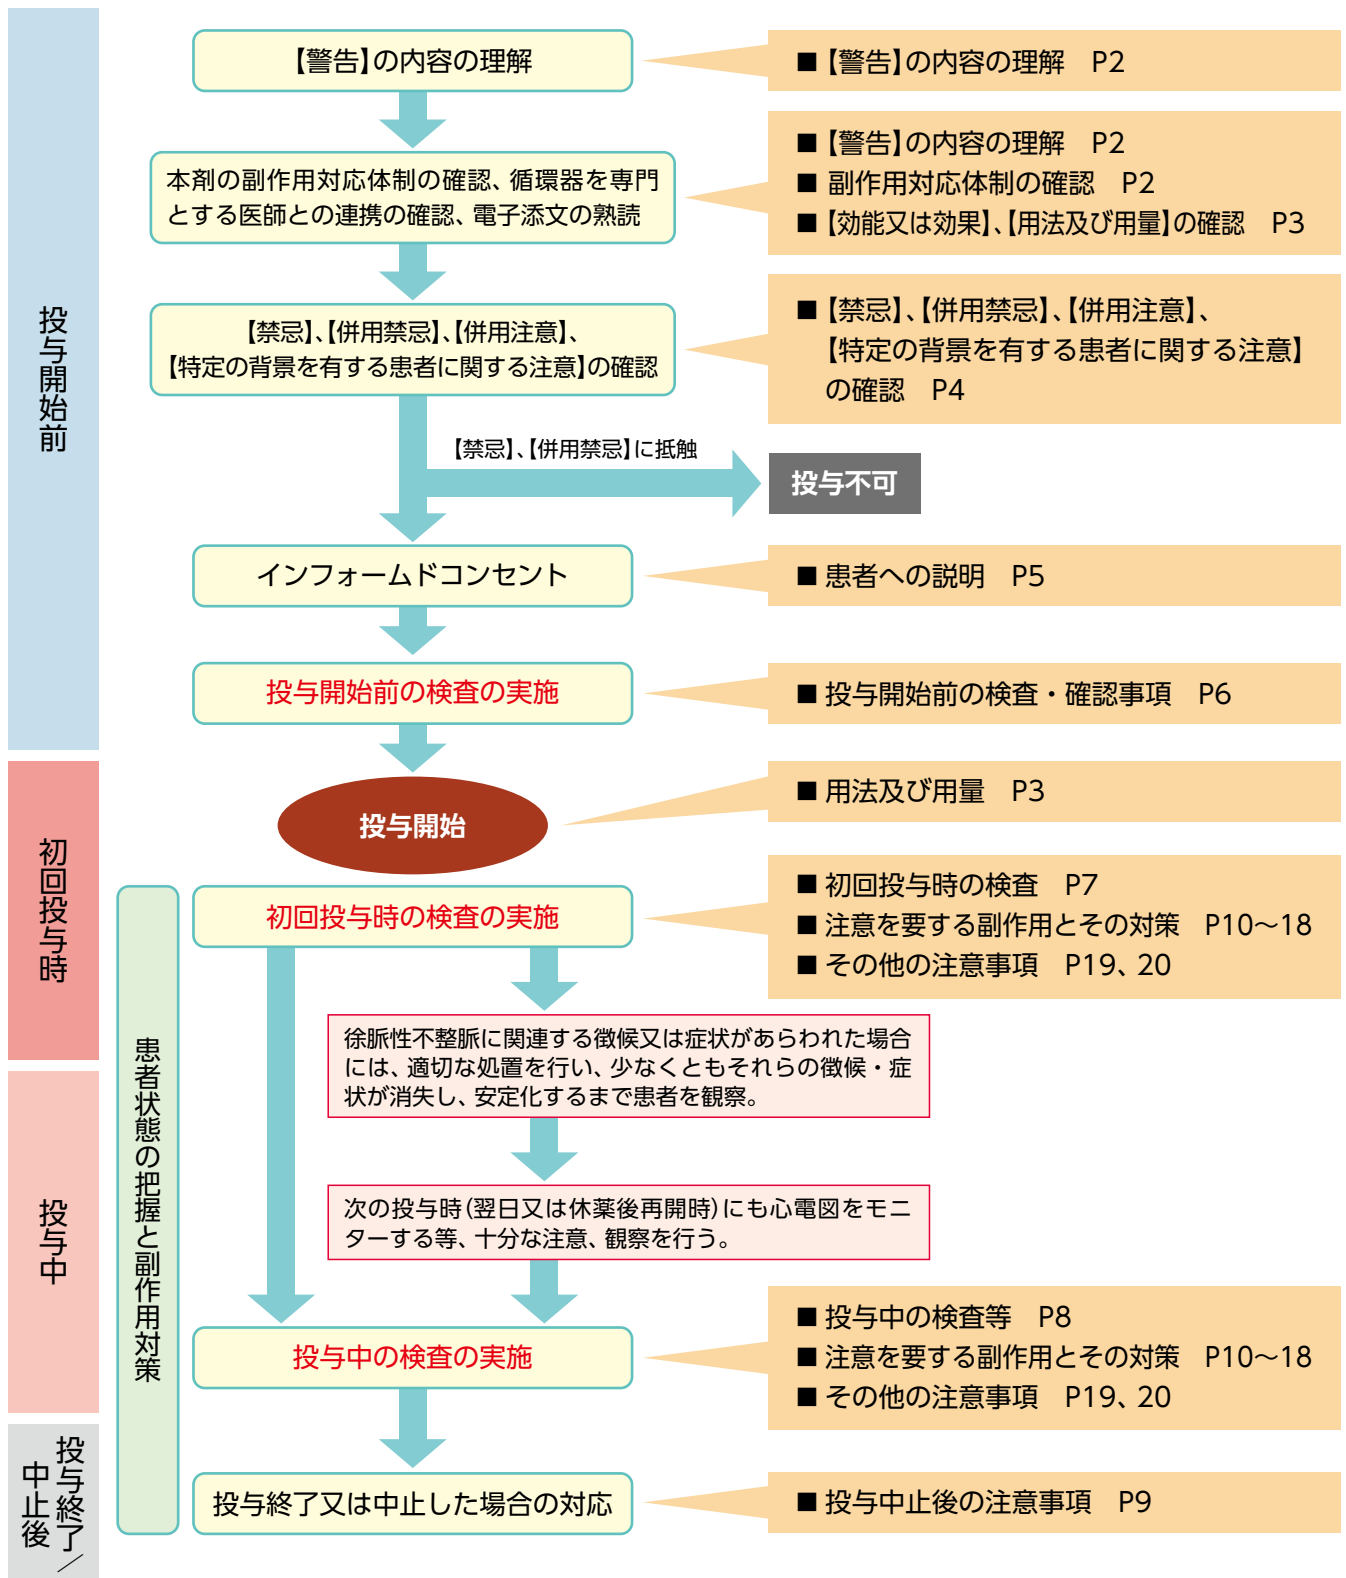 投与開始前
【警告】の内容の理解
■【警告】の内容の理解　P2
本剤の副作用対応体制の確認、循環器を専門
とする医師との連携の確認、電子添文の熟読
■【警告】の内容の理解　P2
■ 副作用対応体制の確認　P2
■【効能又は効果】、【用法及び用量】の確認　P3
【禁忌】、【併用禁忌】、【併用注意】、
【特定の背景を有する患者に関する注意】の確認
■【禁忌】、【併用禁忌】、【併用注意】、
【特定の背景を有する患者に関する注意】
の確認　P4
【禁忌】、【併用禁忌】に抵触
投与不可
インフォームドコンセント
■ 患者への説明　P5
投与開始前の検査の実施
■ 投与開始前の検査・確認事項　P6
初回投与時
投与開始
■ 用法及び用量　P3
患者状態の把握と副作用対策
初回投与時の検査の実施
■ 初回投与時の検査　P7
■ 注意を要する副作用とその対策　P10～18
■ その他の注意事項　P19、20
徐脈性不整脈に関連する徴候又は症状があらわれた場合
には、適切な処置を行い、少なくともそれらの徴候・症
状が消失し、安定化するまで患者を観察。
投与中
次の投与時（翌日又は休薬後再開時）にも心電図をモニ
ターする等、十分な注意、観察を行う。
投与中の検査の実施
■ 投与中の検査等　P8
■ 注意を要する副作用とその対策　P10～18
■ その他の注意事項　P19、20
投与終了／
中止後
投与終了又は中止した場合の対応
■ 投与中止後の注意事項　P9